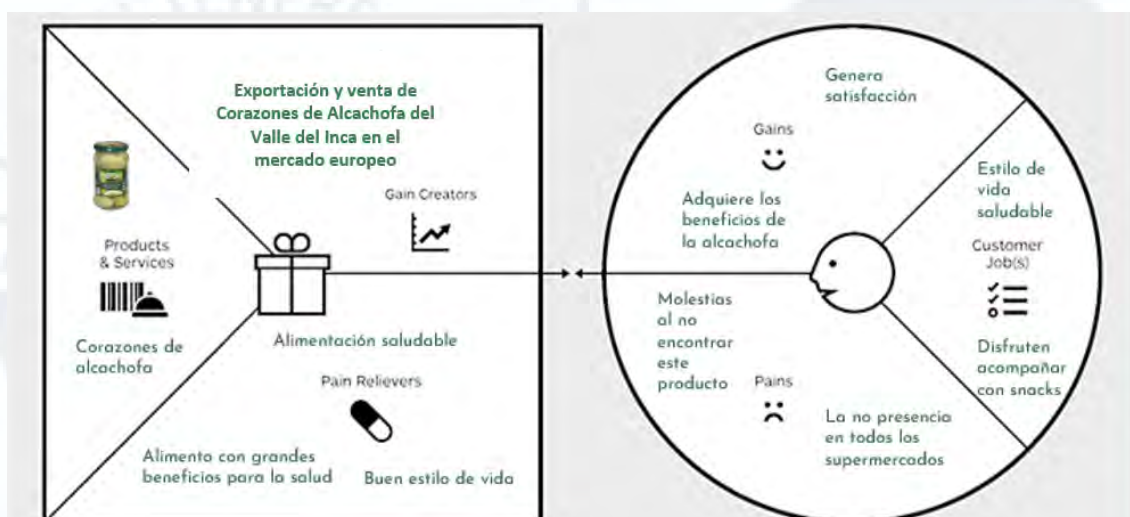 Exportación y venta de
Corazones de Alcachofa del
Valle del Inca en el
mercado europeo
Gain Creators
Products
& Services
Corazones de
alcachofa
Alimentación saludable
Pain Relievers
Alimento con grandes
beneficios para la salud
Buen estilo de vida
Genera
satisfacción
Gains
Adquiere los
beneficios de
la alcachofa
Estilo de
vida
saludable
Customer
Job(s)
Disfruten
acompañar
con snacks
Molestias
al no
encontrar
este
producto
Pains
La no presencia
en todos los
supermercados